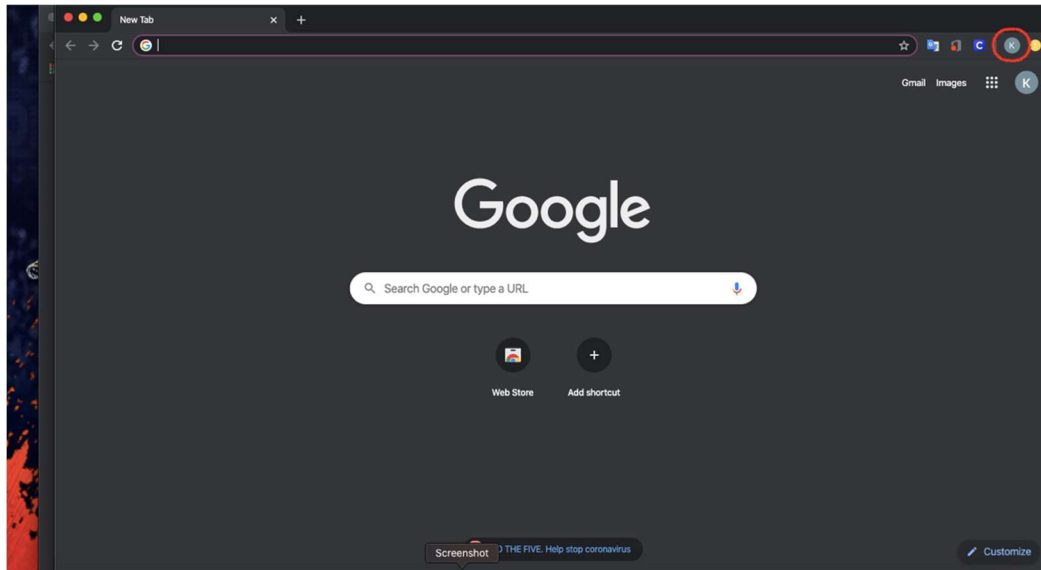 New Tab
K
Gmail Images
K
Google
Search Google or type a URL
Web Store Add shortcut
THE FIVE. Help stop coronavirus
Screenshot
Customize